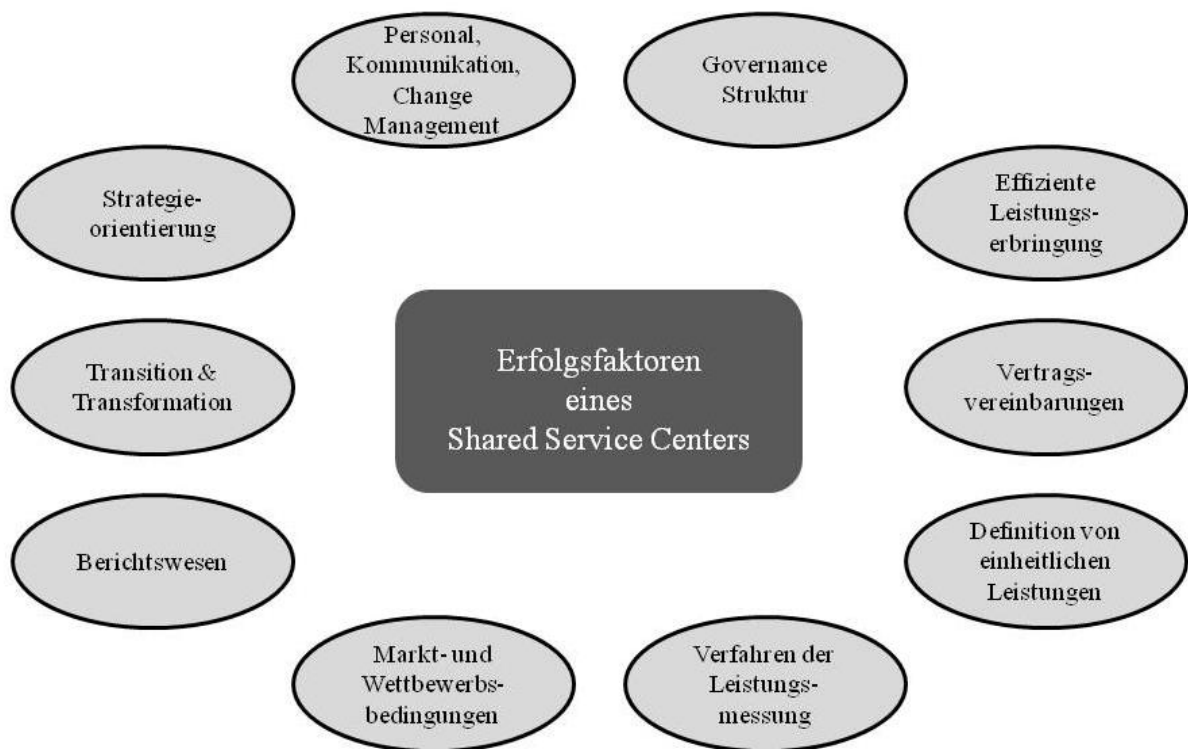 Personal,
Kommunikation,
Change
Management
Governance
Struktur
Strategie-
orientierung
Effiziente
Leistungs-
erbringung
Erfolgsfaktoren
eines
Shared Service Centers
Transition &
Transformation
Vertrags-
vereinbarungen
Berichtswesen
Definition von
einheitlichen
Leistungen
Markt- und
Wettbewerbs-
bedingungen
Verfahren der
Leistungs-
messung